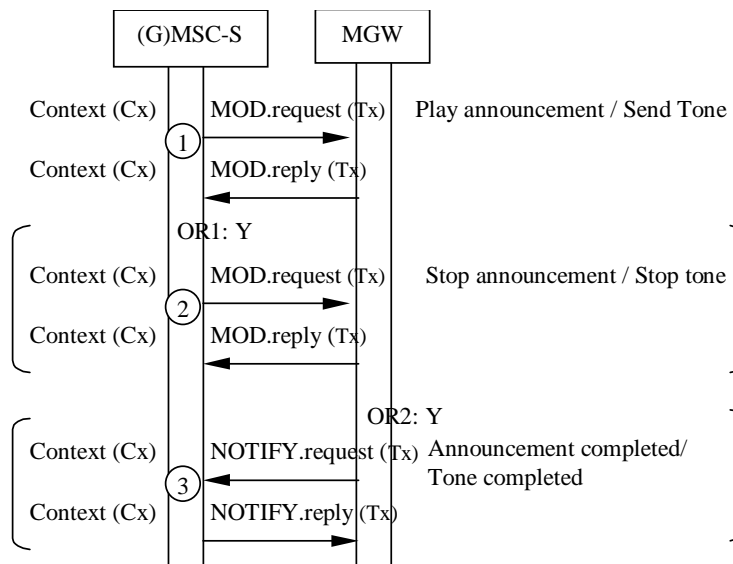 (G)MSC-S MGW
Context (Cx) MOD.request (Tx) Play announcement / Send Tone
1
Context (Cx) MOD.reply (Tx)
OR1: Y
Context (Cx) MOD.request (Tx) Stop announcement / Stop tone
2
Context (Cx) MOD.reply (Tx)
OR2: Y
Context (Cx) NOTIFY.request (Tx) Announcement completed/
Tone completed
3
Context (Cx) NOTIFY.reply (Tx)